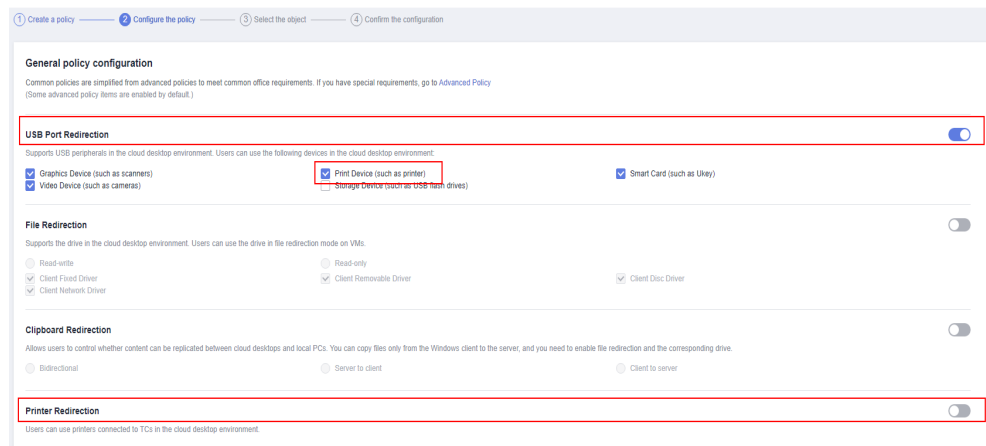 1 Create a policy 2 Configure the policy 3 Select the object 4 Confirm the configuration
General policy configuration
Common policies are simplified from advanced policies to meet common office requirements. If you have special requirements, go to Advanced Policy
(Some advanced policy items are enabled by default.)
USB Port Redirection
Supports USB peripherals in the cloud desktop environment. Users can use the following devices in the cloud desktop environment:
Graphics Device (such as scanners) Print Device (such as printer) Smart Card (such as Ukey)
Video Device (such as cameras) Storage Device (such as USB flash drives)
File Redirection
Supports the drive in the cloud desktop environment. Users can use the drive in file redirection mode on VMs.
Read-write Read-only
Client Fixed Driver Client Removable Driver Client Disc Driver
Client Network Driver
Clipboard Redirection
Allows users to control whether content can be replicated between cloud desktops and local PCs. You can copy files only from the Windows client to the server, and you need to enable file redirection and the corresponding drive.
Bidirectional Server to client Client to server
Printer Redirection
Users can use printers connected to TCs in the cloud desktop environment.